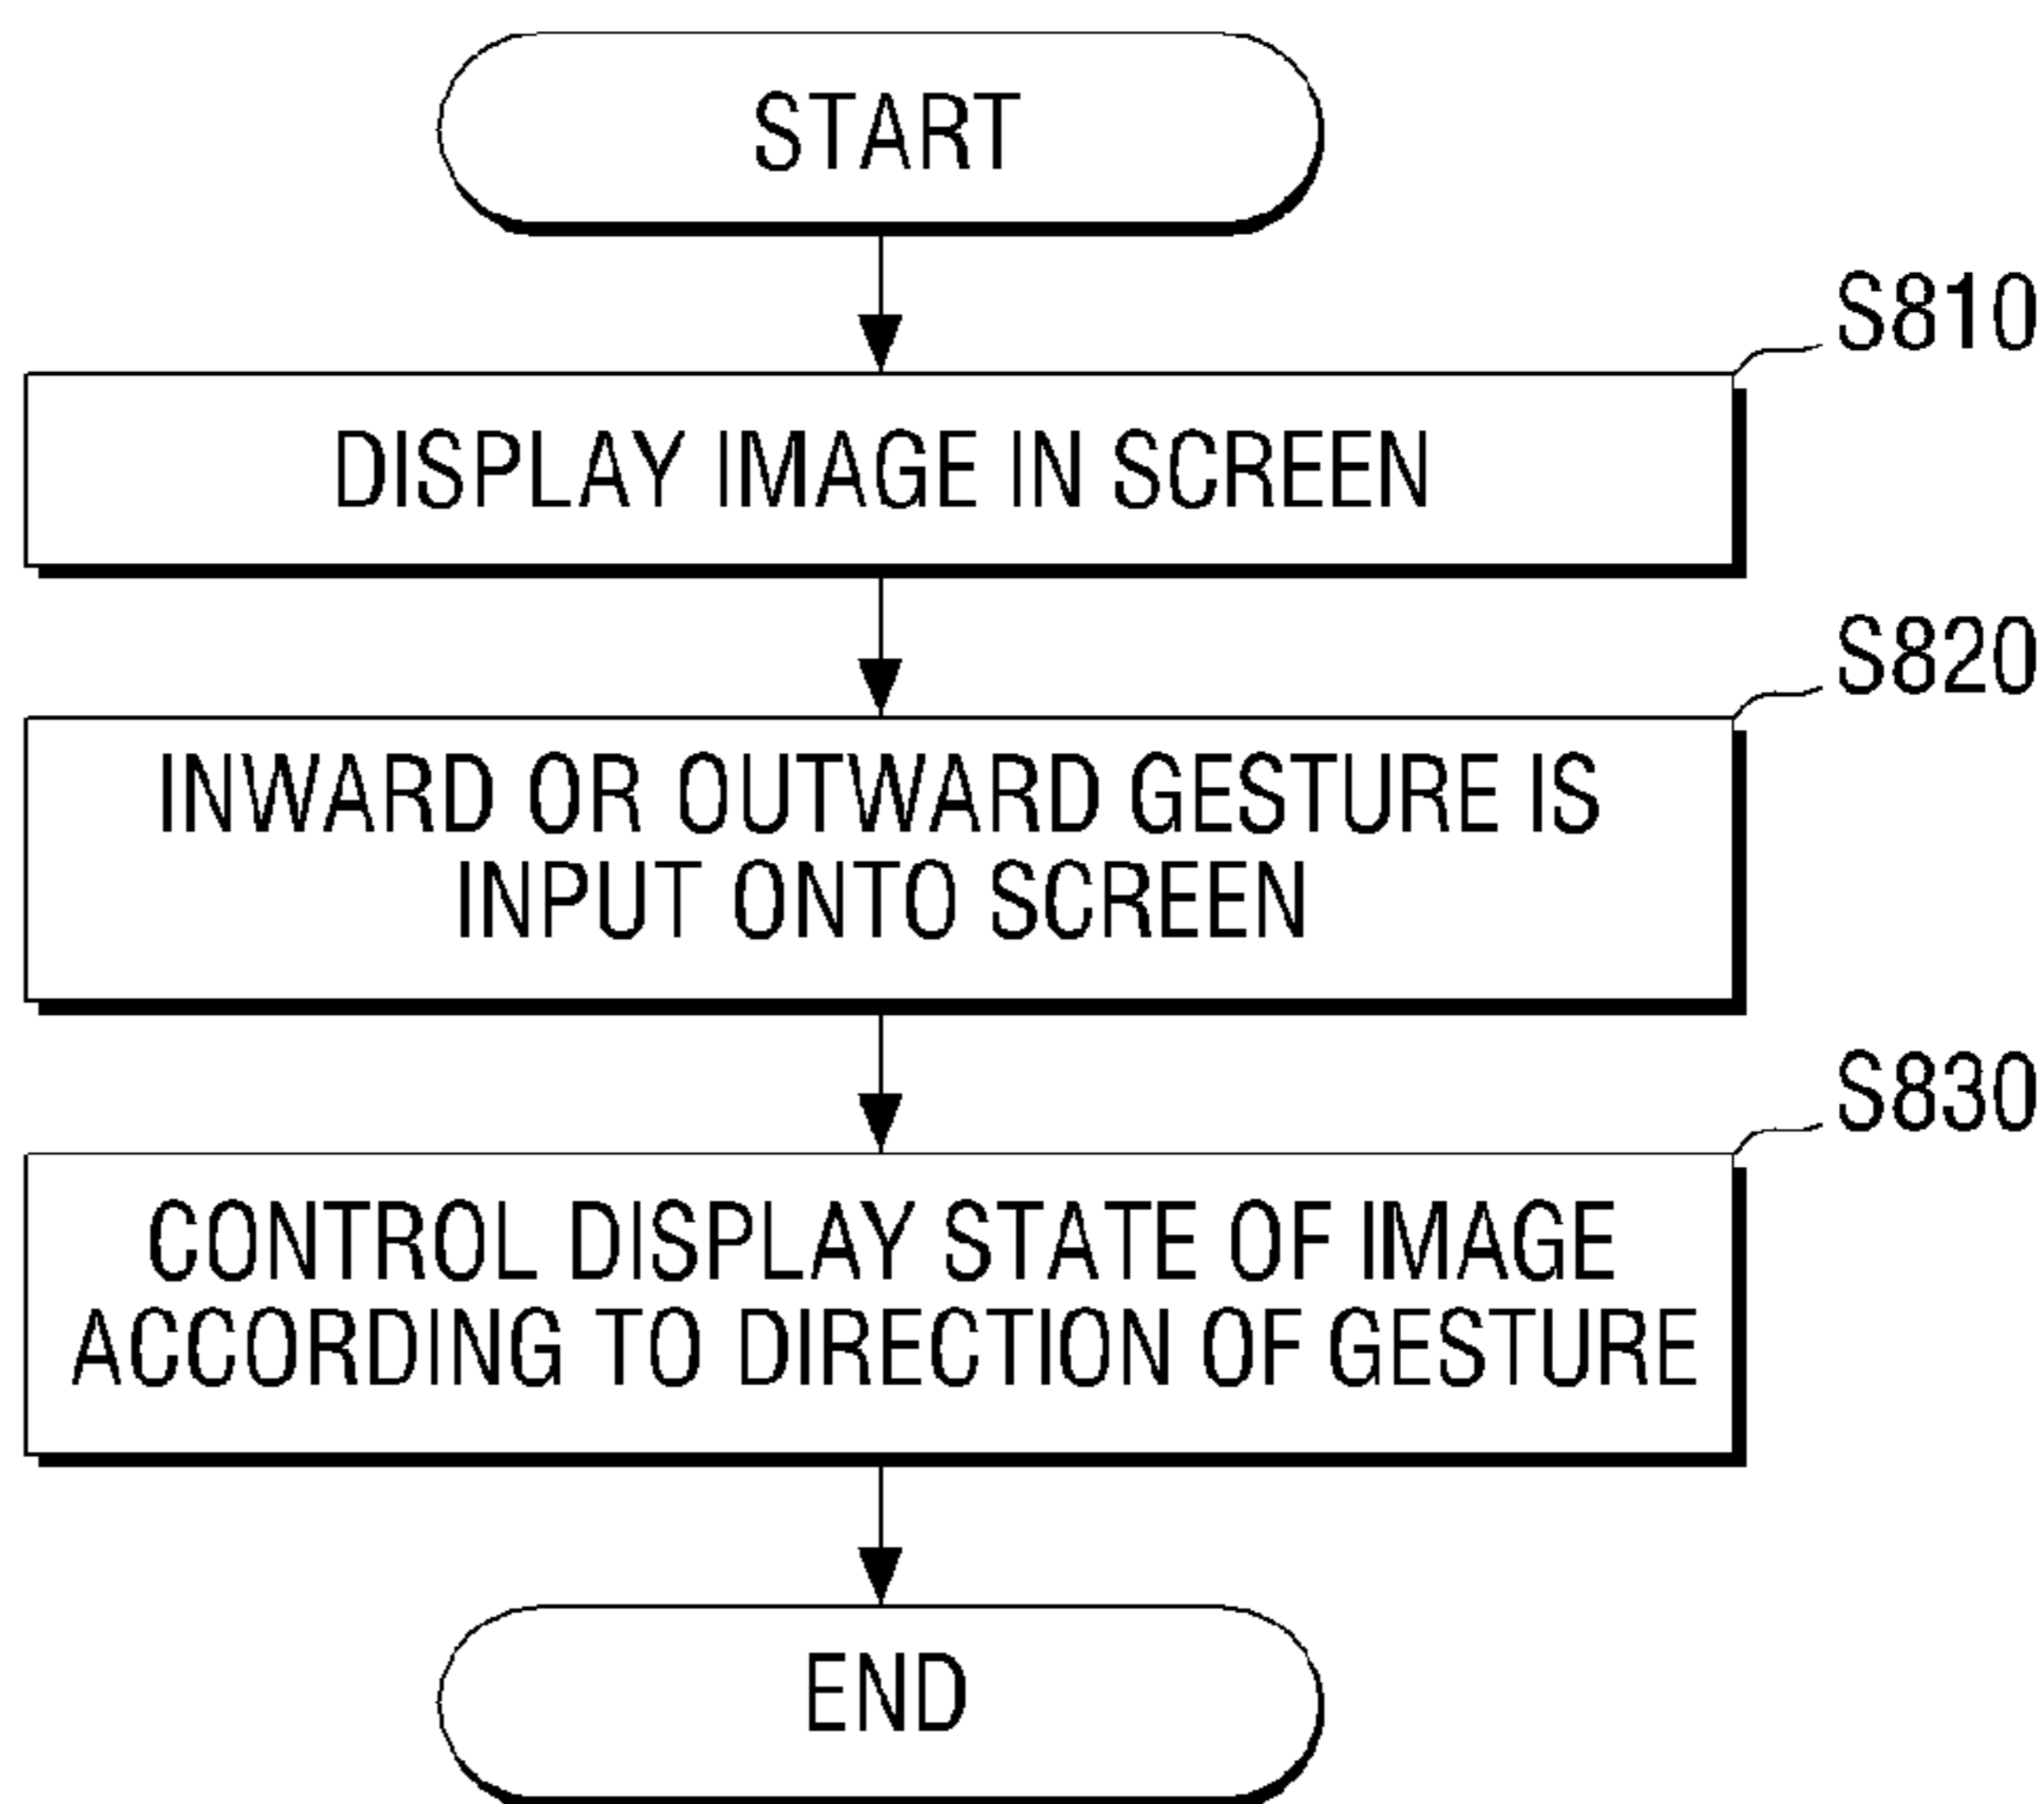 START
S810
DISPLAY IMAGE IN SCREEN
S820
INWARD OR OUTWARD GESTURE IS
INPUT ONTO SCREEN
S830
CONTROL DISPLAY STATE OF IMAGE
ACCORDING TO DIRECTION OF GESTURE
END